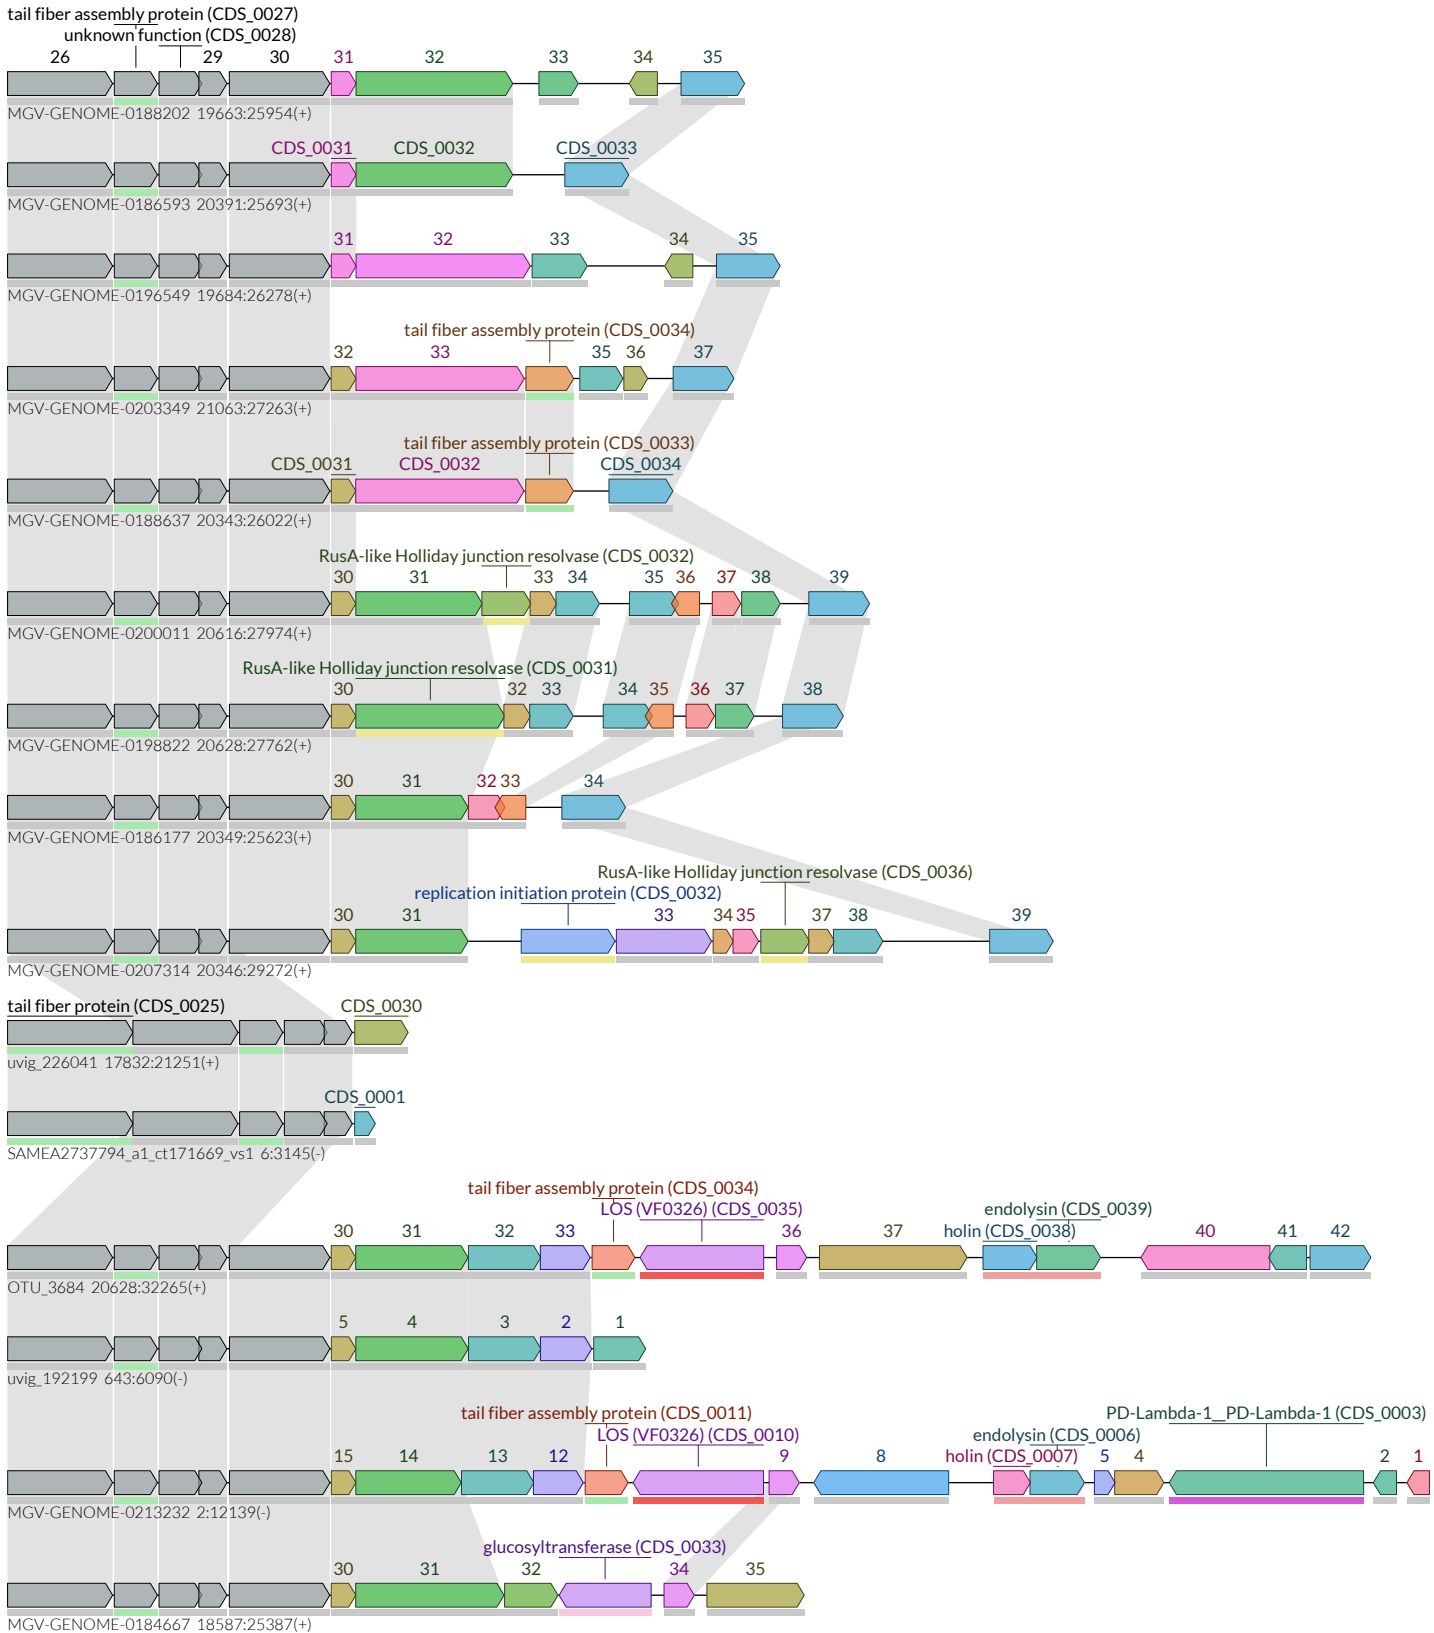 tail fiber assembly protein (CDS_0027)
unknown function (CDS_0028)
26 29 30 31 32 33 34 35
MGV-GENOME-0188202 19663:25954(+)
CDS_0031 CDS_0032 CDS_0033
MGV-GENOME-0186593 20391:25693(+)
31 32 33 34 35
MGV-GENOME-0196549 19684:26278(+)
tail fiber assembly protein (CDS_0034)
32 33 35 36 37
MGV-GENOME-0203349 21063:27263(+)
tail fiber assembly protein (CDS_0033)
CDS_0031 CDS_0032 CDS_0034
MGV-GENOME-0188637 20343:26022(+)
RusA-like Holliday junction resolvase (CDS_0032)
30 31 33 34 35 36 37 38 39
MGV-GENOME-0200011 20616:27974(+)
RusA-like Holliday junction resolvase (CDS_0031)
30 32 33 34 35 36 37 38
MGV-GENOME-0198822 20628:27762(+)
30 31 32 33 34
MGV-GENOME-0186177 20349:25623(+)
RusA-like Holliday junction resolvase (CDS_0036)
replication initiation protein (CDS_0032)
30 31 33 34 35 37 38 39
MGV-GENOME-0207314 20346:29272(+)
tail fiber protein (CDS_0025) CDS_0030
uvig_226041 17832:21251(+)
CDS_0001
SAMEA2737794_a1_ct171669_vs1 6:3145(-)
tail fiber assembly protein (CDS_0034)
LOS (VF0326) (CDS_0035) endolysin (CDS_0039)
30 31 32 33 36 37 holin (CDS_0038) 40 41 42
OTU_3684 20628:32265(+)
5 4 3 2 1
uvig_192199 643:6090(-)
tail fiber assembly protein (CDS_0011) PD-Lambda-1__PD-Lambda-1 (CDS_0003)
LOS (VF0326) (CDS_0010) endolysin (CDS_0006)
15 14 13 12 9 8 holin (CDS_0007) 5 4 2 1
MGV-GENOME-0213232 2:12139(-)
glucosyltransferase (CDS_0033)
30 31 32 34 35
MGV-GENOME-0184667 18587:25387(+)